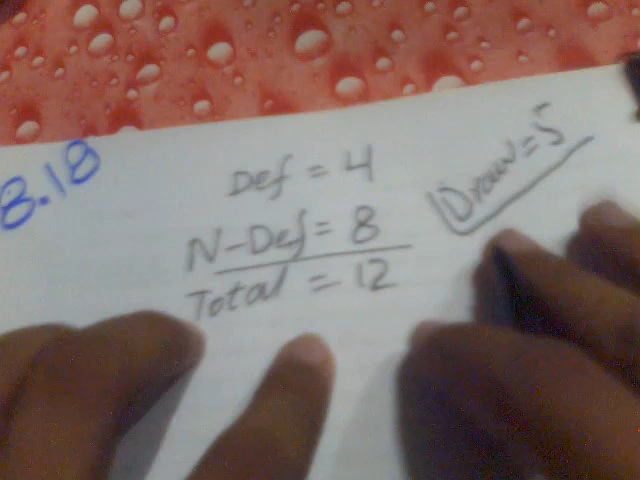 8.18
Def = 4
Draw = 5
N-Def = 8
Total = 12